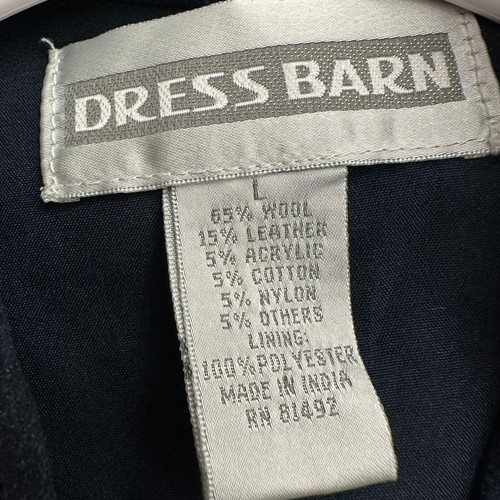 DRESS BARN
L
65% WOOL
15% LEATHER
5% ACRYLIC
5% COTTON
5% NYLON
5% OTHERS
LINING:
100% POLYESTER
MADE IN INDIA
RN 81492